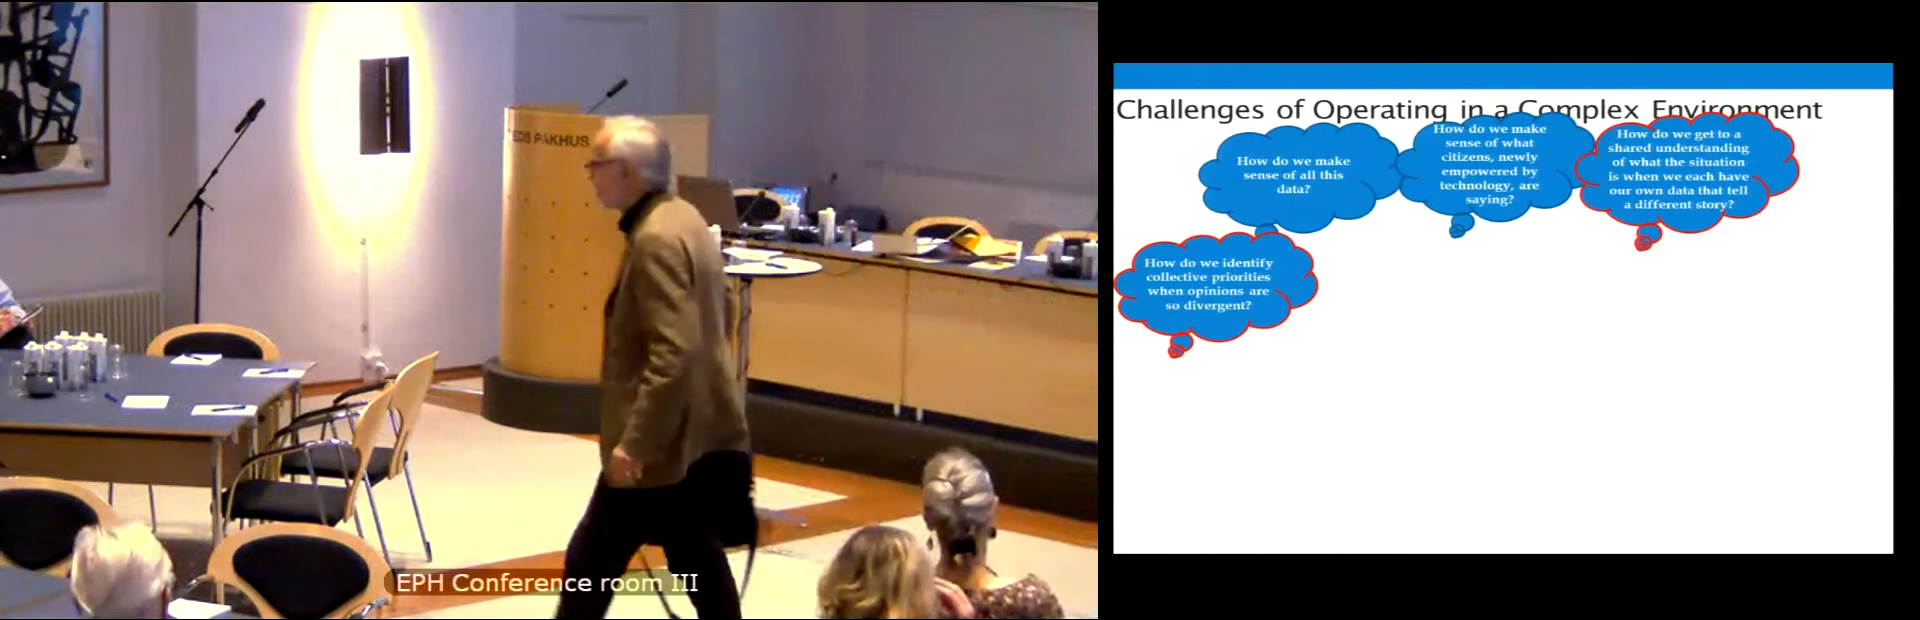 EDS PAKHUS
EPH Conference room III
Challenges of Operating in a Complex Environment
How do we make
sense of all this
data?
How do we make
sense of what
citizens, newly
empowered by
technology, are
saying?
How do we get to a
shared understanding
of what the situation
is when we each have
our own data that tell
a different story?
How do we identify
collective priorities
when opinions are
so divergent?